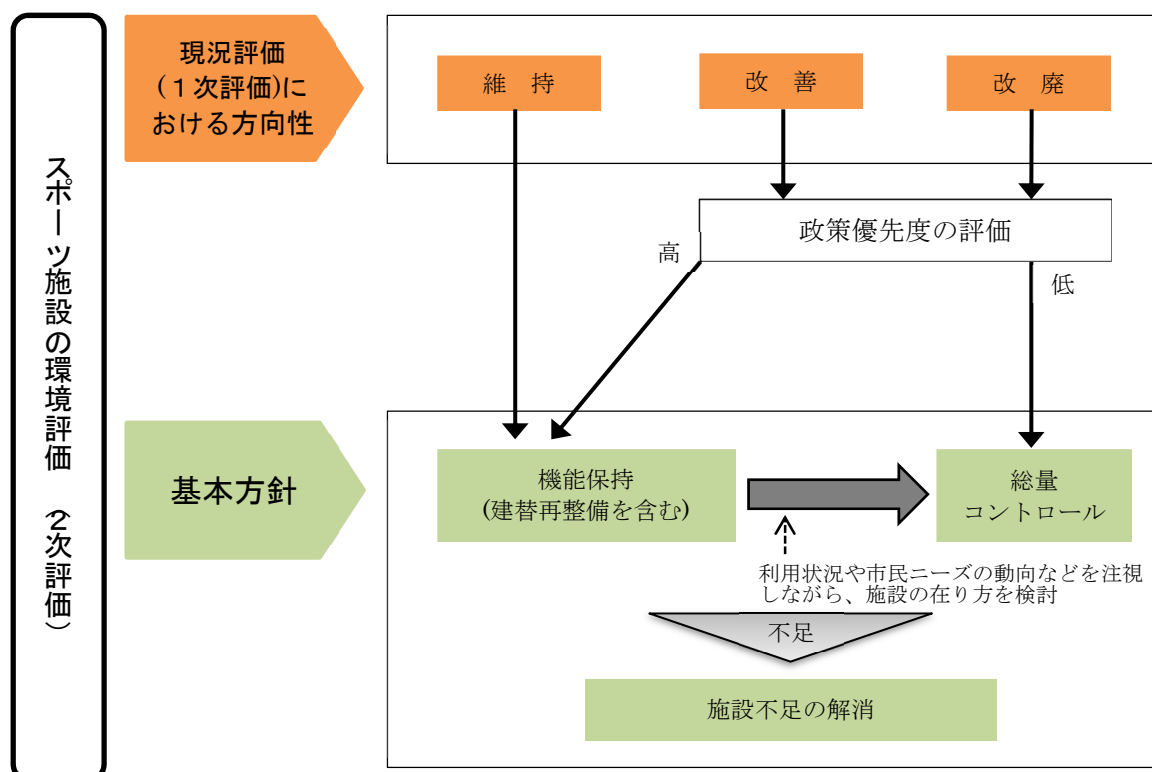 スポーツ施設の環境評価（2次評価）
現況評価
(１次評価)に
おける方向性
維　持
改　善
改　廃
政策優先度の評価
高
低
基本方針
機能保持
(建替再整備を含む)
総量
コントロール
利用状況や市民ニーズの動向などを注視
しながら、施設の在り方を検討
不足
施設不足の解消